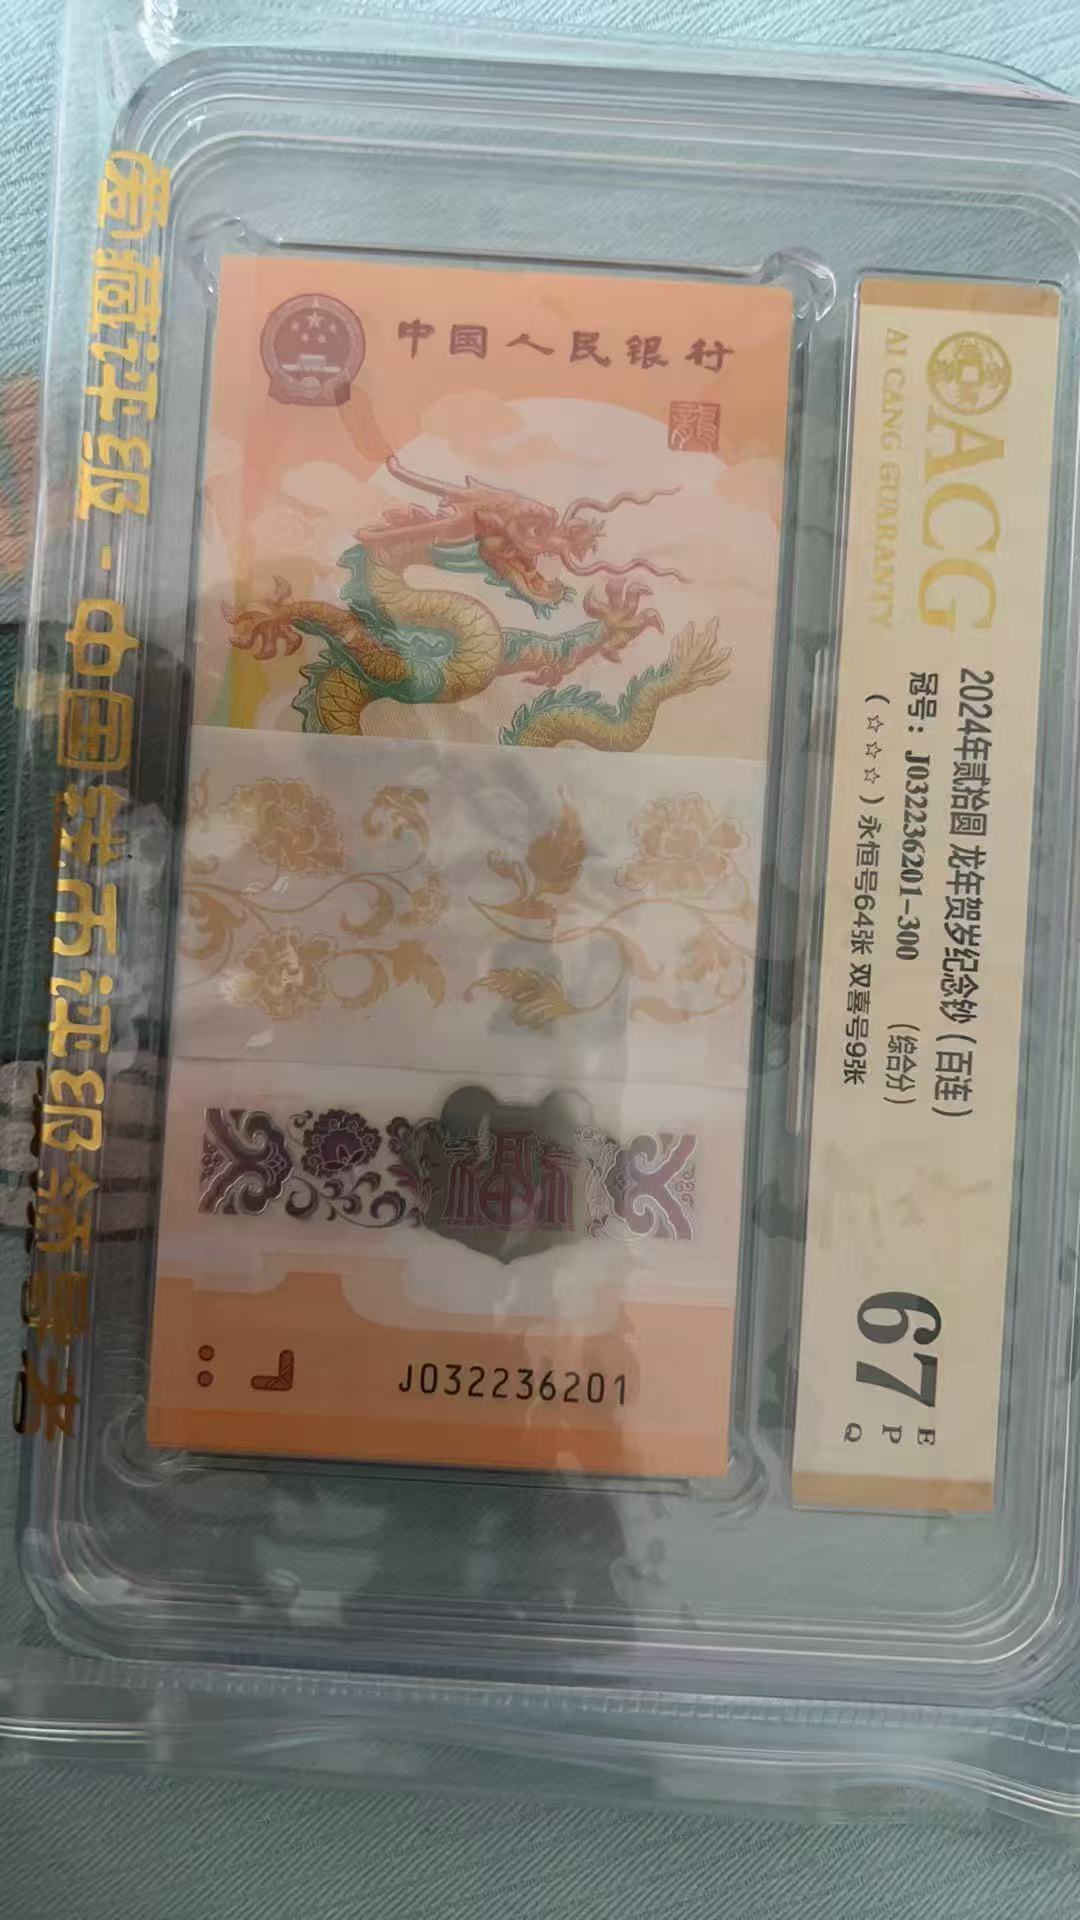 爱藏评级-中国钱币评级领导者
中国人民银行
龍
J032236201
ACG
AI CANG GUARANTY
2024年贰拾圆 龙年贺岁纪念钞(百连)
冠号:J032236201-300 (综合分)
(☆☆☆)永恒号64张 双喜号9张
67 EPQ